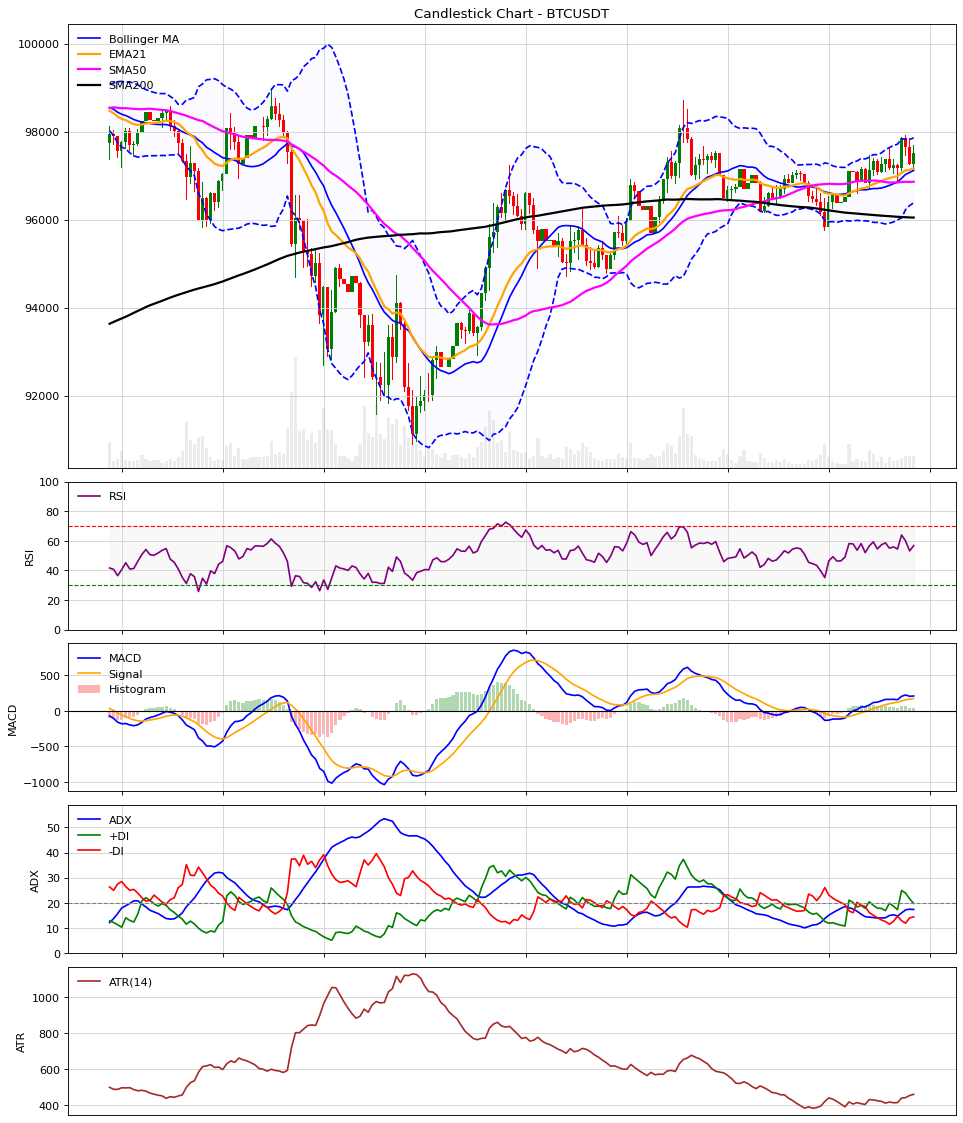 Candlestick Chart - BTCUSDT
100000
98000
96000
94000
92000
Bollinger MA
EMA21
SMA50
SMA200
100
80
60
40
20
0
RSI
RSI
500
0
−500
−1000
MACD
MACD
Signal
Histogram
50
40
30
20
10
0
ADX
ADX
+DI
-DI
1000
800
600
400
ATR
ATR(14)